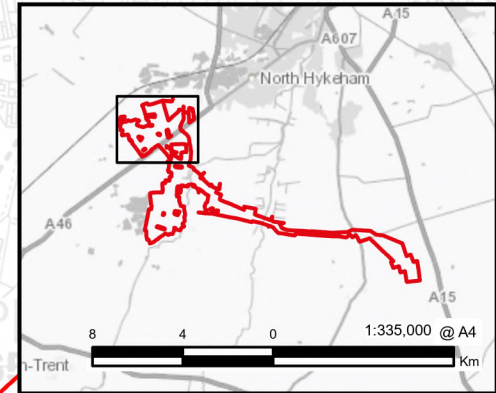 A15
A607
North Hykeham
A46
A15
8 4 0 1:335,000 @ A4
n-Trent
Km